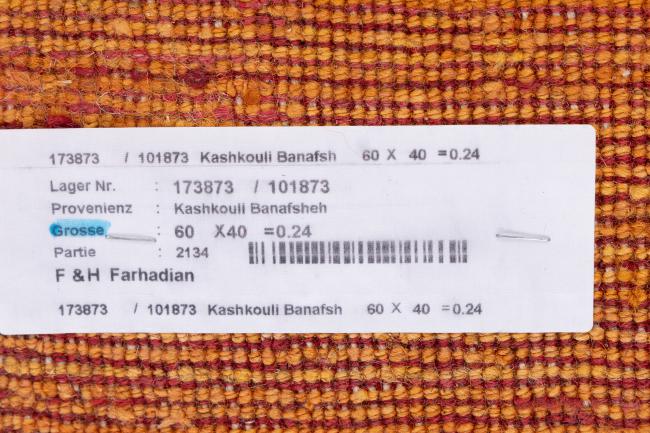 173873 / 101873 Kashkouli Banafsh 60 X 40 =0.24
Lager Nr. : 173873 / 101873
Provenienz : Kashkouli Banafsheh
Grosse : 60 X40 =0.24
Partie : 2134
F & H Farhadian
173873 / 101873 Kashkouli Banafsh 60 X 40 =0.24